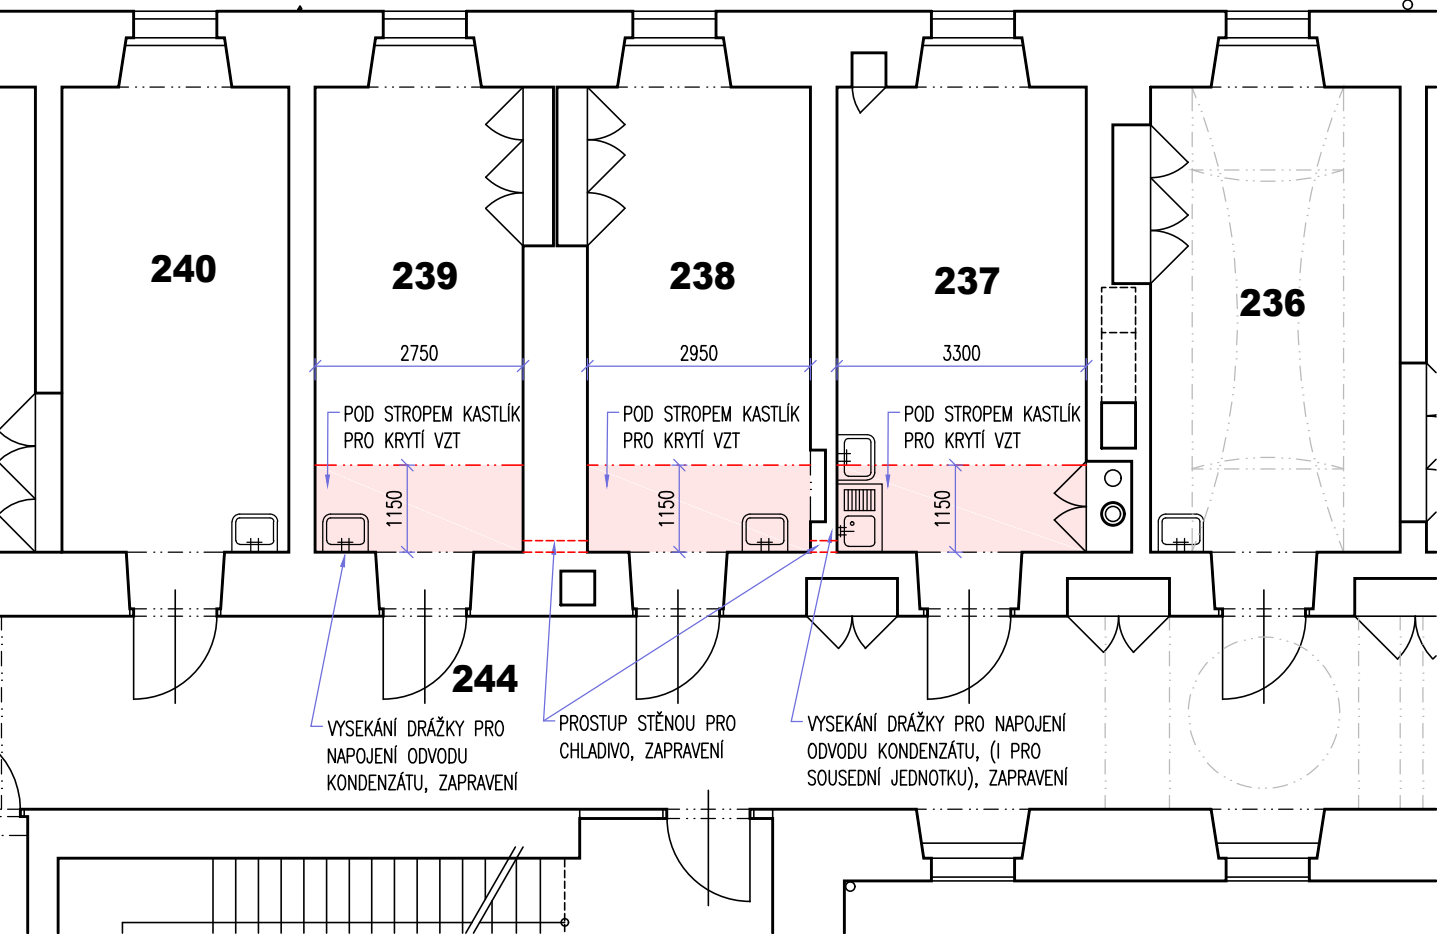 240
239
238
237
236
2750
2950
3300
POD STROPEM KASTLÍK
PRO KRYTÍ VZT
POD STROPEM KASTLÍK
PRO KRYTÍ VZT
POD STROPEM KASTLÍK
PRO KRYTÍ VZT
1150
1150
1150
244
VYSEKÁNÍ DRÁŽKY PRO
NAPOJENÍ ODVODU
KONDENZÁTU, ZAPRAVENÍ
PROSTUP STĚNOU PRO
CHLADIVO, ZAPRAVENÍ
VYSEKÁNÍ DRÁŽKY PRO NAPOJENÍ
ODVODU KONDENZÁTU, (I PRO
SOUSEDNÍ JEDNOTKU), ZAPRAVENÍ